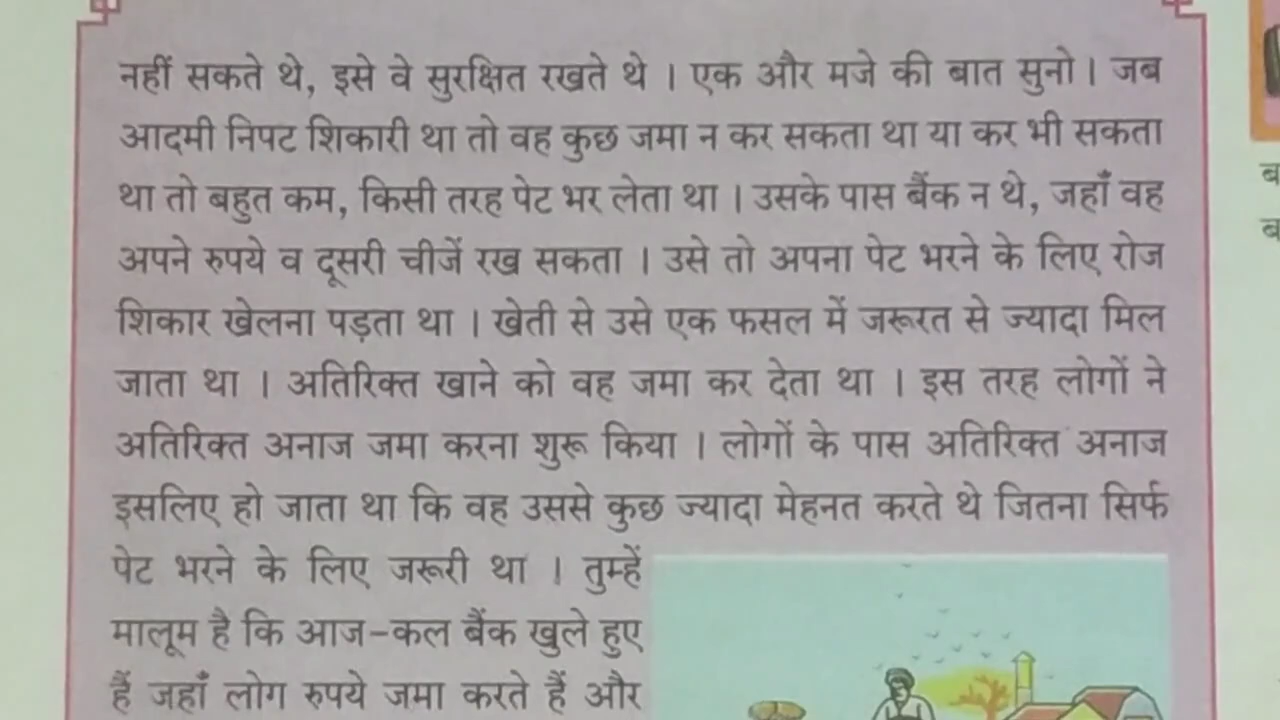 नहीं सकते थे, इसे वे सुरक्षित रखते थे । एक और मजे की बात सुनो । जब
आदमी निपट शिकारी था तो वह कुछ जमा न कर सकता था या कर भी सकता
था तो बहुत कम, किसी तरह पेट भर लेता था । उसके पास बैंक न थे, जहाँ वह
अपने रुपये व दूसरी चीजें रख सकता । उसे तो अपना पेट भरने के लिए रोज
शिकार खेलना पड़ता था । खेती से उसे एक फसल में जरूरत से ज्यादा मिल
जाता था । अतिरिक्त खाने को वह जमा कर देता था । इस तरह लोगों ने
अतिरिक्त अनाज जमा करना शुरू किया । लोगों के पास अतिरिक्त अनाज
इसलिए हो जाता था कि वह उससे कुछ ज्यादा मेहनत करते थे जितना सिर्फ
पेट भरने के लिए जरूरी था । तुम्हें
मालूम है कि आज-कल बैंक खुले हुए
हैं जहाँ लोग रुपये जमा करते हैं और